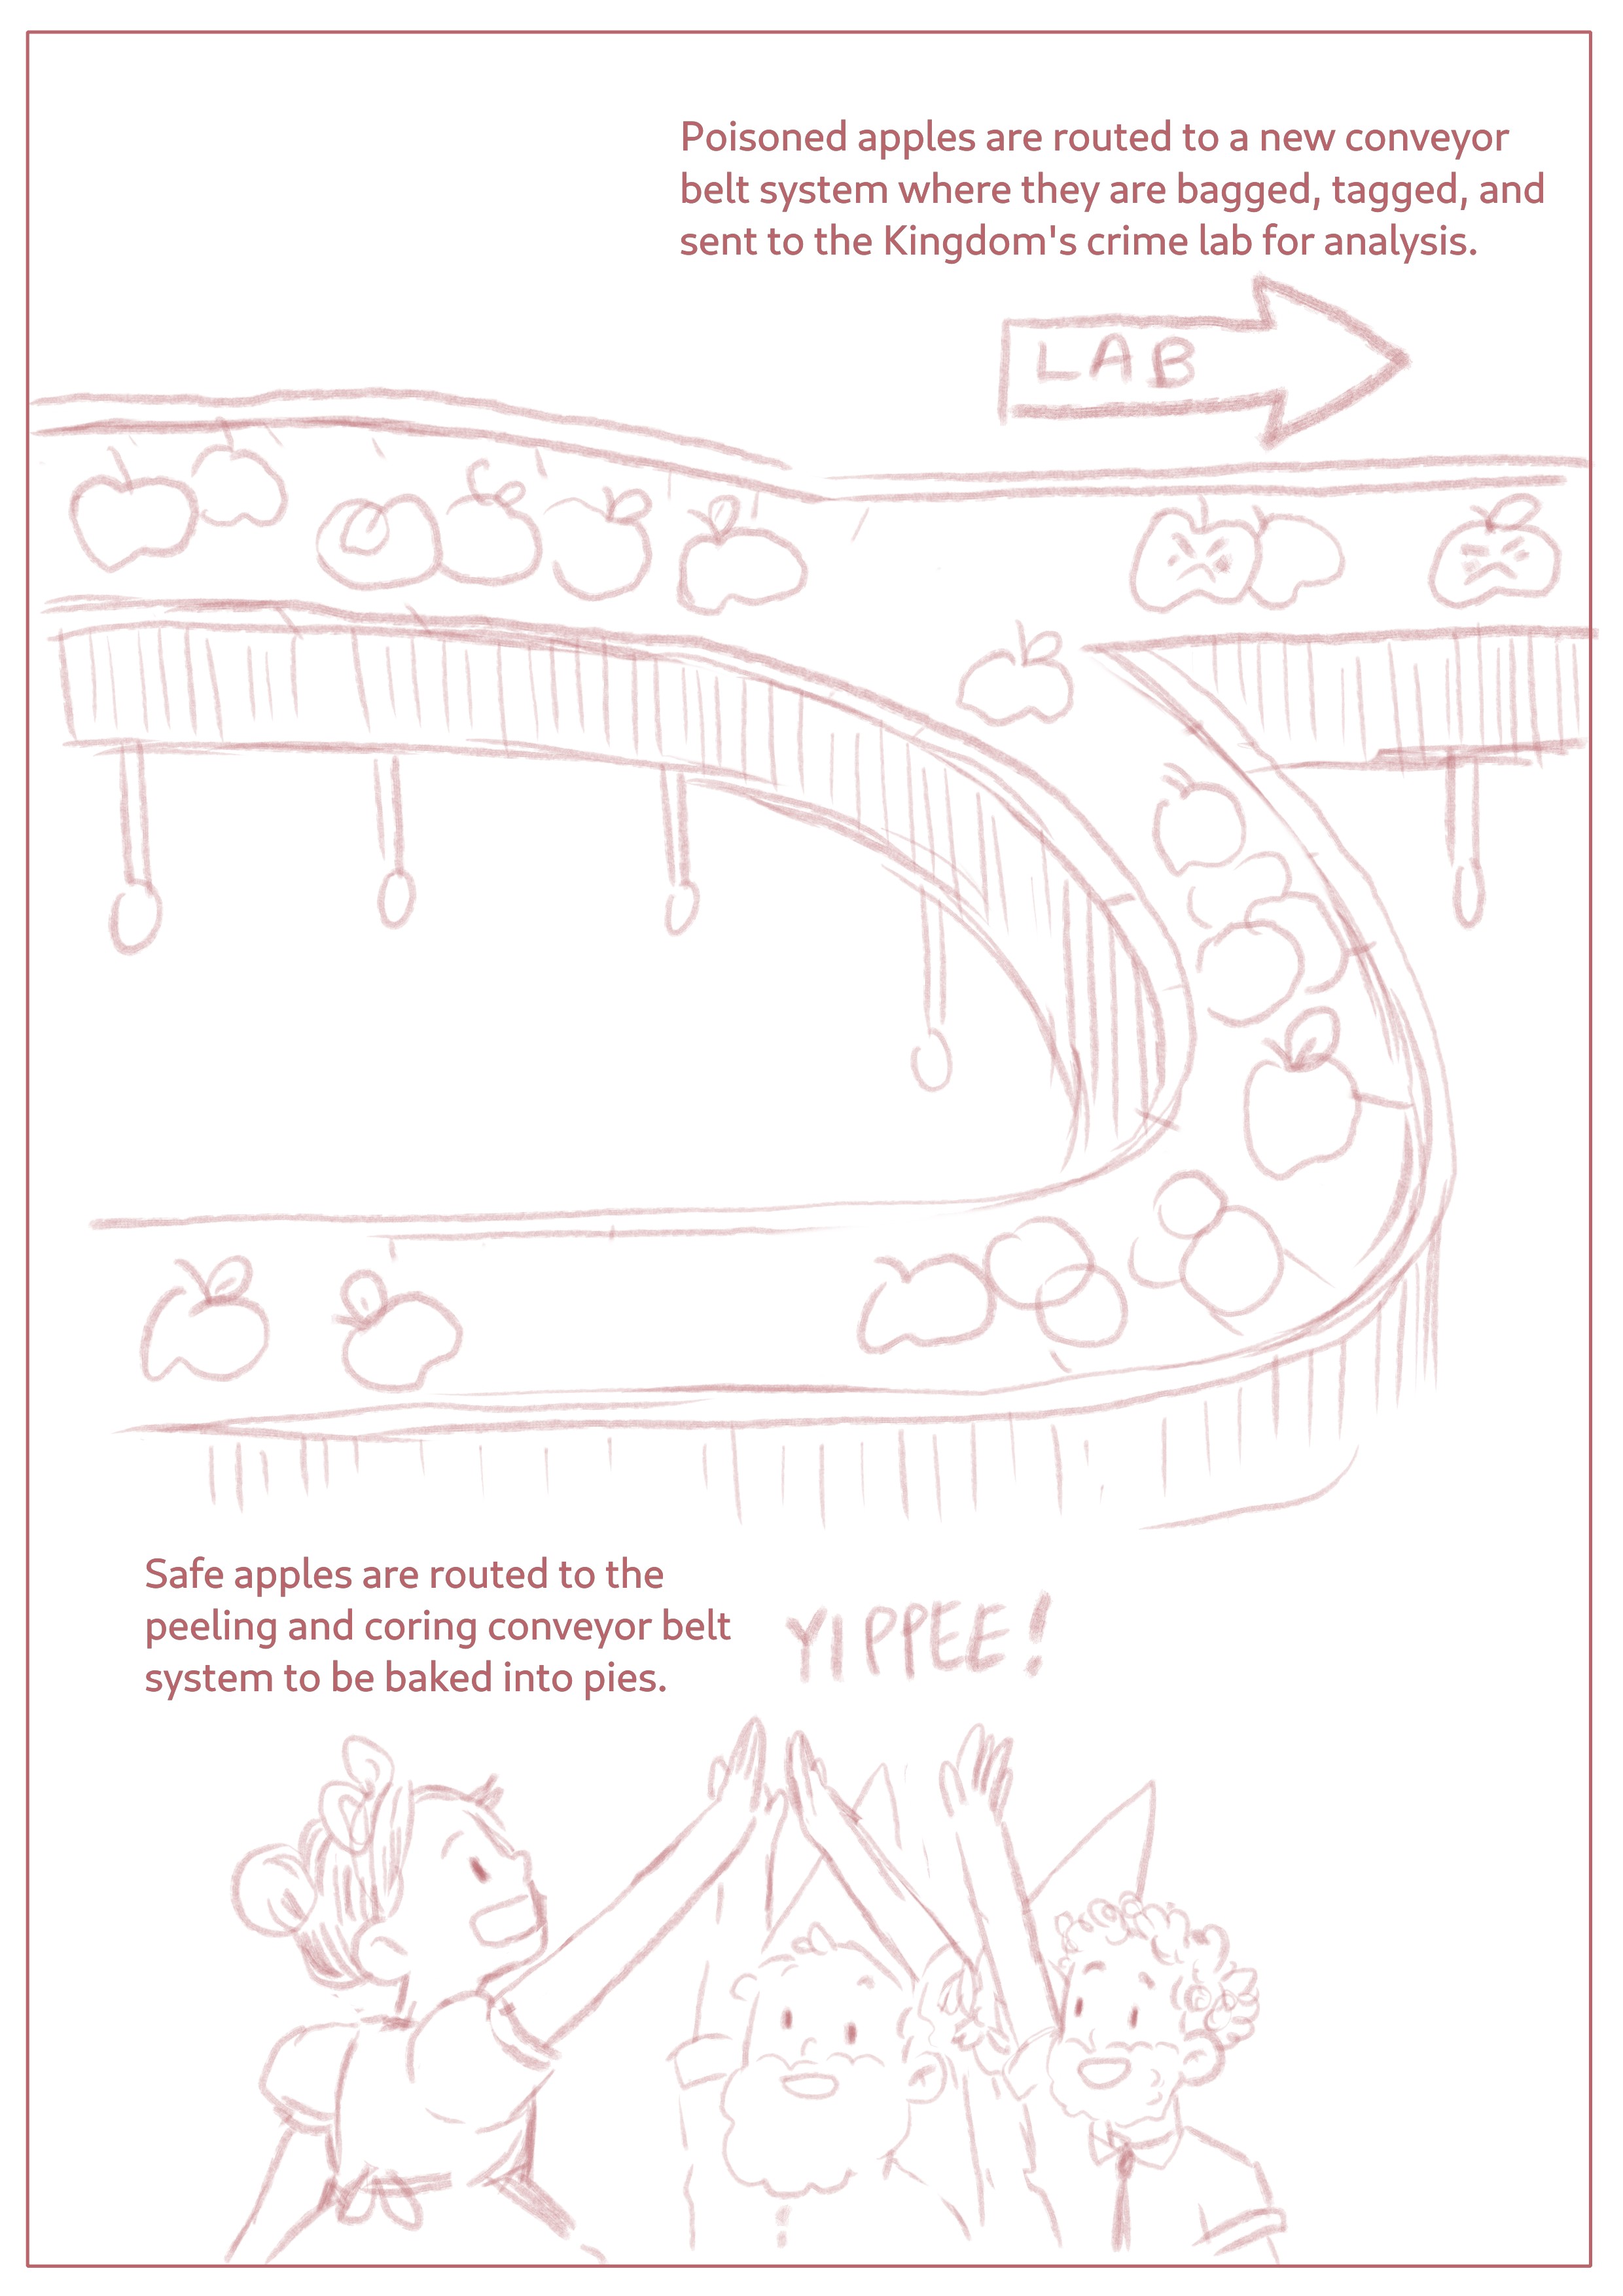 Poisoned apples are routed to a new conveyor
belt system where they are bagged, tagged, and
sent to the Kingdom's crime lab for analysis.
LAB
Safe apples are routed to the
peeling and coring conveyor belt
system to be baked into pies.
YIPPEE!